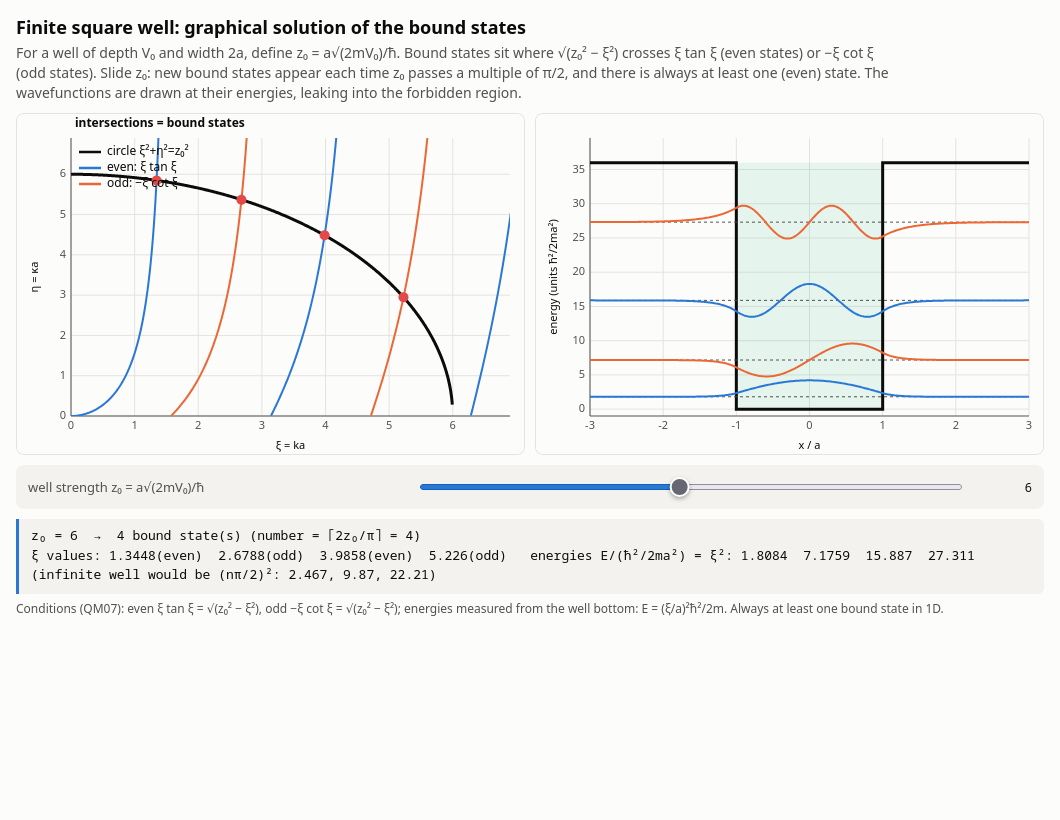 Finite square well: graphical solution of the bound states
For a well of depth V₀ and width 2a, define z₀ = a√(2mV₀)/ħ. Bound states sit where √(z₀² − ξ²) crosses ξ tan ξ (even states) or −ξ cot ξ
(odd states). Slide z₀: new bound states appear each time z₀ passes a multiple of π/2, and there is always at least one (even) state. The
wavefunctions are drawn at their energies, leaking into the forbidden region.
intersections = bound states
circle ξ²+η²=z₀²
even: ξ tan ξ
odd: −ξ cot ξ
6
5
4
3
2
1
0
η = κa
0 1 2 3 4 5 6
ξ = ka
35
30
25
20
15
10
5
0
energy (units ħ²/2ma²)
-3 -2 -1 0 1 2 3
x / a
well strength z₀ = a√(2mV₀)/ħ 6
z₀ = 6 → 4 bound state(s) (number = ⌈2z₀/π⌉ = 4)
ξ values: 1.3448(even) 2.6788(odd) 3.9858(even) 5.226(odd) energies E/(ħ²/2ma²) = ξ²: 1.8084 7.1759 15.887 27.311
(infinite well would be (nπ/2)²: 2.467, 9.87, 22.21)
Conditions (QM07): even ξ tan ξ = √(z₀² − ξ²), odd −ξ cot ξ = √(z₀² − ξ²); energies measured from the well bottom: E = (ξ/a)²ħ²/2m. Always at least one bound state in 1D.